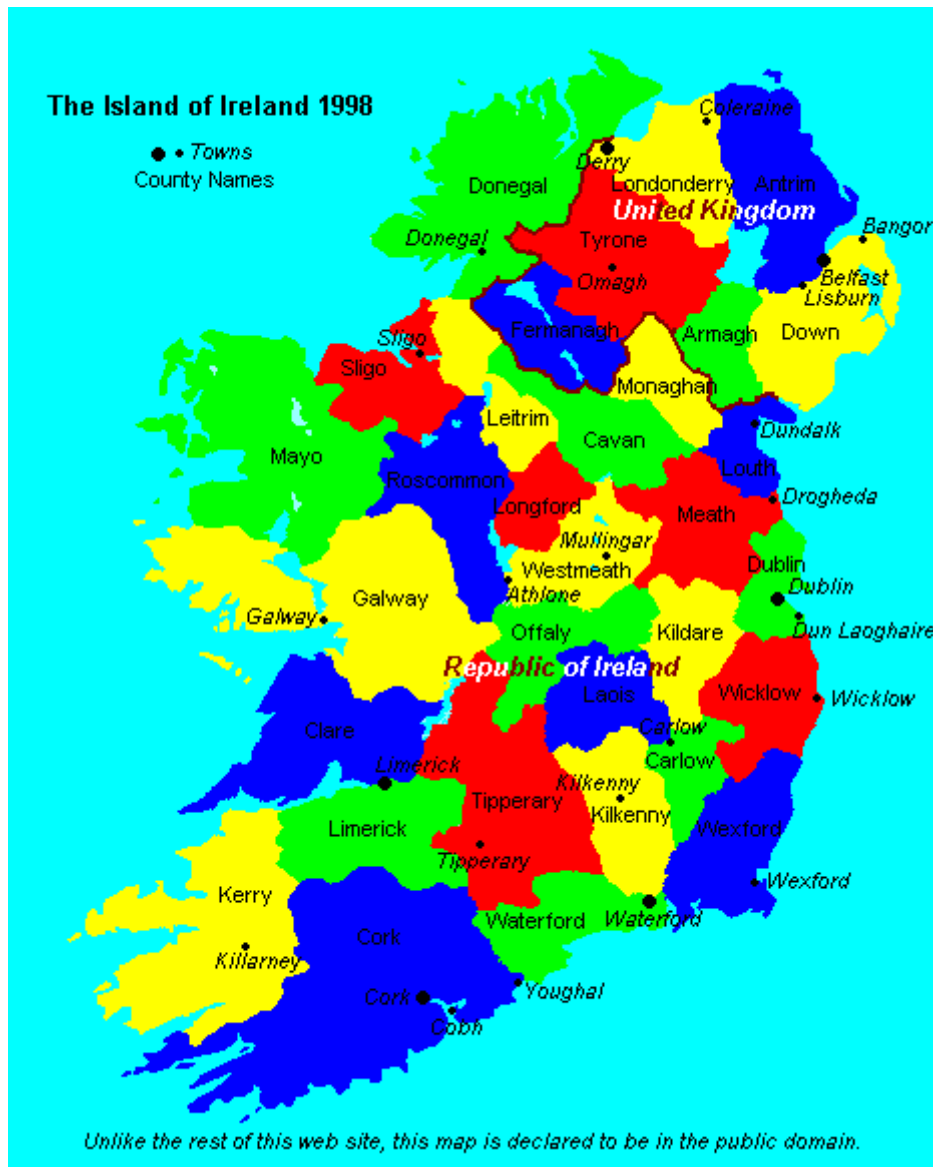 The Island of Ireland 1998
Towns
County Names
Coleraine
Derry
Londonderry
Donegal
Antrim
United Kingdom
Bangor
Donegal
Tyrone
Omagh
Belfast
Lisburn
Sligo
Fermanagh
Armagh
Down
Sligo
Monaghan
Leitrim
Dundalk
Cavan
Mayo
Louth
Roscommon
Longford
Meath
Drogheda
Mullingar
Westmeath
Dublin
Athlone
Dublin
Galway
Galway
Offaly
Kildare
Dun Laoghaire
Republic of Ireland
Laois
Wicklow
Wicklow
Clare
Carlow
Carlow
Limerick
Kilkenny
Tipperary
Kilkenny
Limerick
Wexford
Tipperary
Wexford
Kerry
Waterford
Waterford
Cork
Killarney
Cork
Youghal
Cobh
Unlike the rest of this web site, this map is declared to be in the public domain.